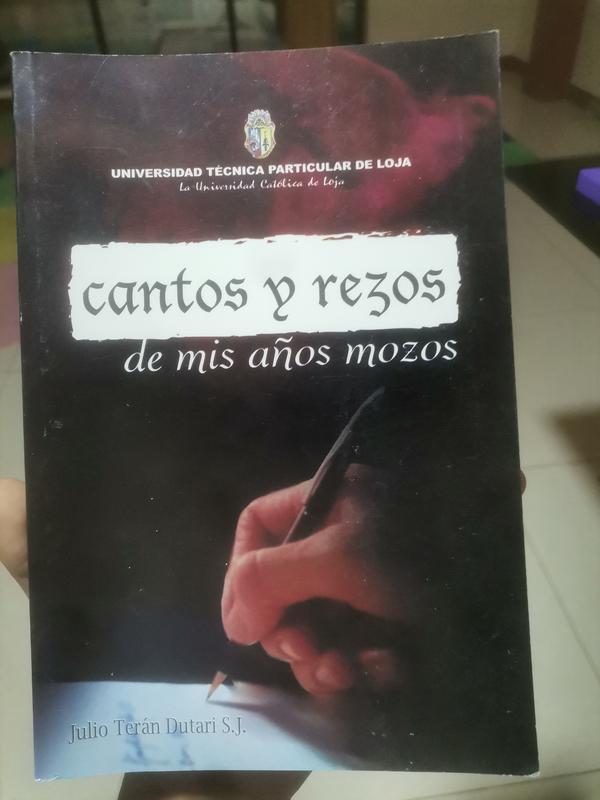 UNIVERSIDAD TÉCNICA PARTICULAR DE LOJA
La Universidad Católica de Loja
cantos y rezos
de mis años mozos
Julio Terán Dutari S.J.